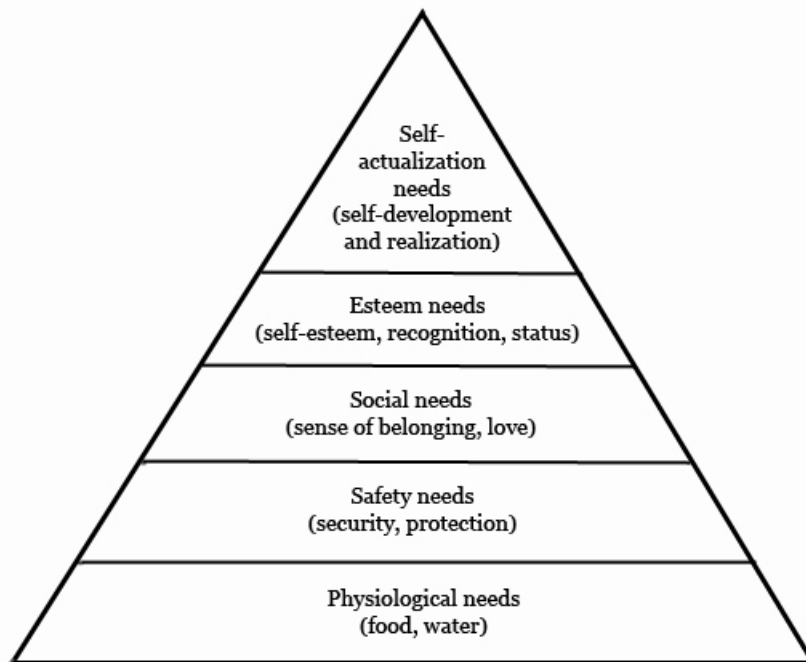 Self-
actualization
needs
(self-development
and realization)
Esteem needs
(self-esteem, recognition, status)
Social needs
(sense of belonging, love)
Safety needs
(security, protection)
Physiological needs
(food, water)